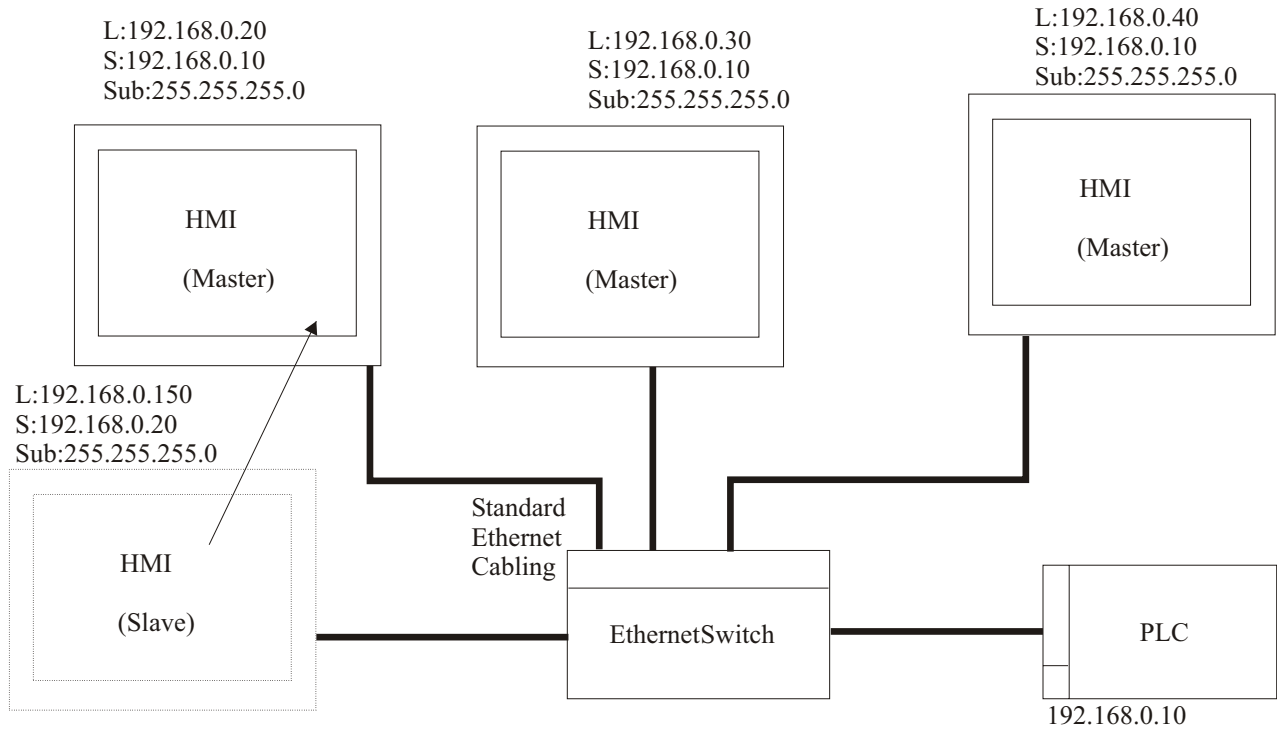 L:192.168.0.20
S:192.168.0.10
Sub:255.255.255.0
L:192.168.0.30
S:192.168.0.10
Sub:255.255.255.0
L:192.168.0.40
S:192.168.0.10
Sub:255.255.255.0
HMI
(Master)
HMI
(Master)
HMI
(Master)
L:192.168.0.150
S:192.168.0.20
Sub:255.255.255.0
HMI
(Slave)
Standard
Ethernet
Cabling
EthernetSwitch
PLC
192.168.0.10